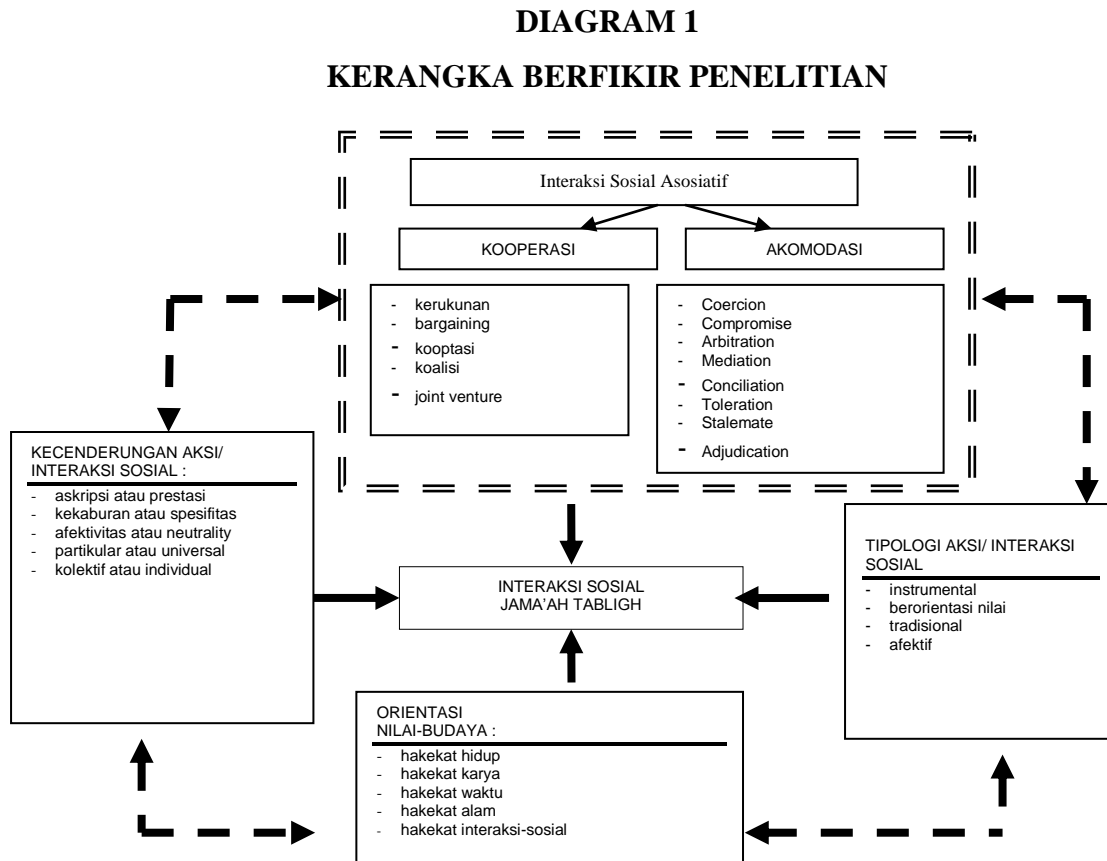 DIAGRAM 1
KERANGKA BERFIKIR PENELITIAN
Interaksi Sosial Asosiatif
KOOPERASI
AKOMODASI
- kerukunan
- bargaining
- kooptasi
- koalisi
- joint venture
- Coercion
- Compromise
- Arbitration
- Mediation
- Conciliation
- Toleration
- Stalemate
- Adjudication
KECENDERUNGAN AKSI/
INTERAKSI SOSIAL :
- askripsi atau prestasi
- kekaburan atau spesifitas
- afektivitas atau neutrality
- partikular atau universal
- kolektif atau individual
INTERAKSI SOSIAL
JAMA’AH TABLIGH
TIPOLOGI AKSI/ INTERAKSI
SOSIAL
- instrumental
- berorientasi nilai
- tradisional
- afektif
ORIENTASI
NILAI-BUDAYA :
- hakekat hidup
- hakekat karya
- hakekat waktu
- hakekat alam
- hakekat interaksi-sosial